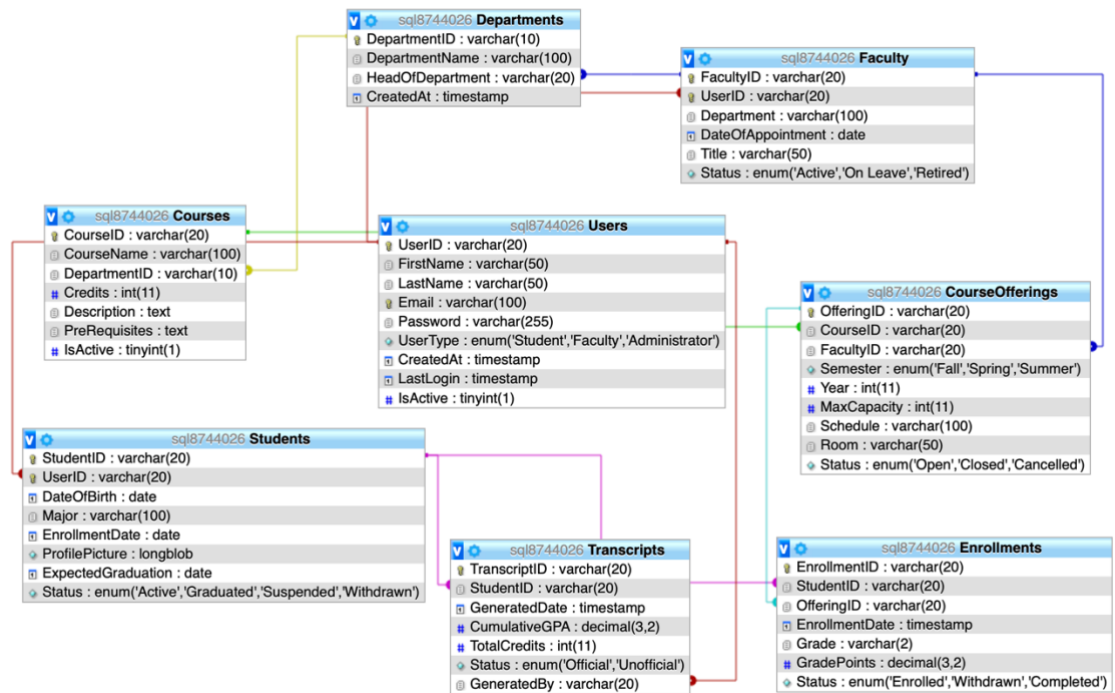 sql8744026 Departments
DepartmentID : varchar(10)
DepartmentName : varchar(100)
HeadOfDepartment : varchar(20)
CreatedAt : timestamp
sql8744026 Faculty
FacultyID : varchar(20)
UserID : varchar(20)
Department : varchar(100)
DateOfAppointment : date
Title : varchar(50)
Status : enum('Active','On Leave','Retired')
sql8744026 Courses
CourseID : varchar(20)
CourseName : varchar(100)
DepartmentID : varchar(10)
Credits : int(11)
Description : text
PreRequisites : text
IsActive : tinyint(1)
sql8744026 Users
UserID : varchar(20)
FirstName : varchar(50)
LastName : varchar(50)
Email : varchar(100)
Password : varchar(255)
UserType : enum('Student','Faculty','Administrator')
CreatedAt : timestamp
LastLogin : timestamp
IsActive : tinyint(1)
sql8744026 CourseOfferings
OfferingID : varchar(20)
CourseID : varchar(20)
FacultyID : varchar(20)
Semester : enum('Fall','Spring','Summer')
Year : int(11)
MaxCapacity : int(11)
Schedule : varchar(100)
Room : varchar(50)
Status : enum('Open','Closed','Cancelled')
sql8744026 Students
StudentID : varchar(20)
UserID : varchar(20)
DateOfBirth : date
Major : varchar(100)
EnrollmentDate : date
ProfilePicture : longblob
ExpectedGraduation : date
Status : enum('Active','Graduated','Suspended','Withdrawn')
sql8744026 Transcripts
TranscriptID : varchar(20)
StudentID : varchar(20)
GeneratedDate : timestamp
CumulativeGPA : decimal(3,2)
TotalCredits : int(11)
Status : enum('Official','Unofficial')
GeneratedBy : varchar(20)
sql8744026 Enrollments
EnrollmentID : varchar(20)
StudentID : varchar(20)
OfferingID : varchar(20)
EnrollmentDate : timestamp
Grade : varchar(2)
GradePoints : decimal(3,2)
Status : enum('Enrolled','Withdrawn','Completed')